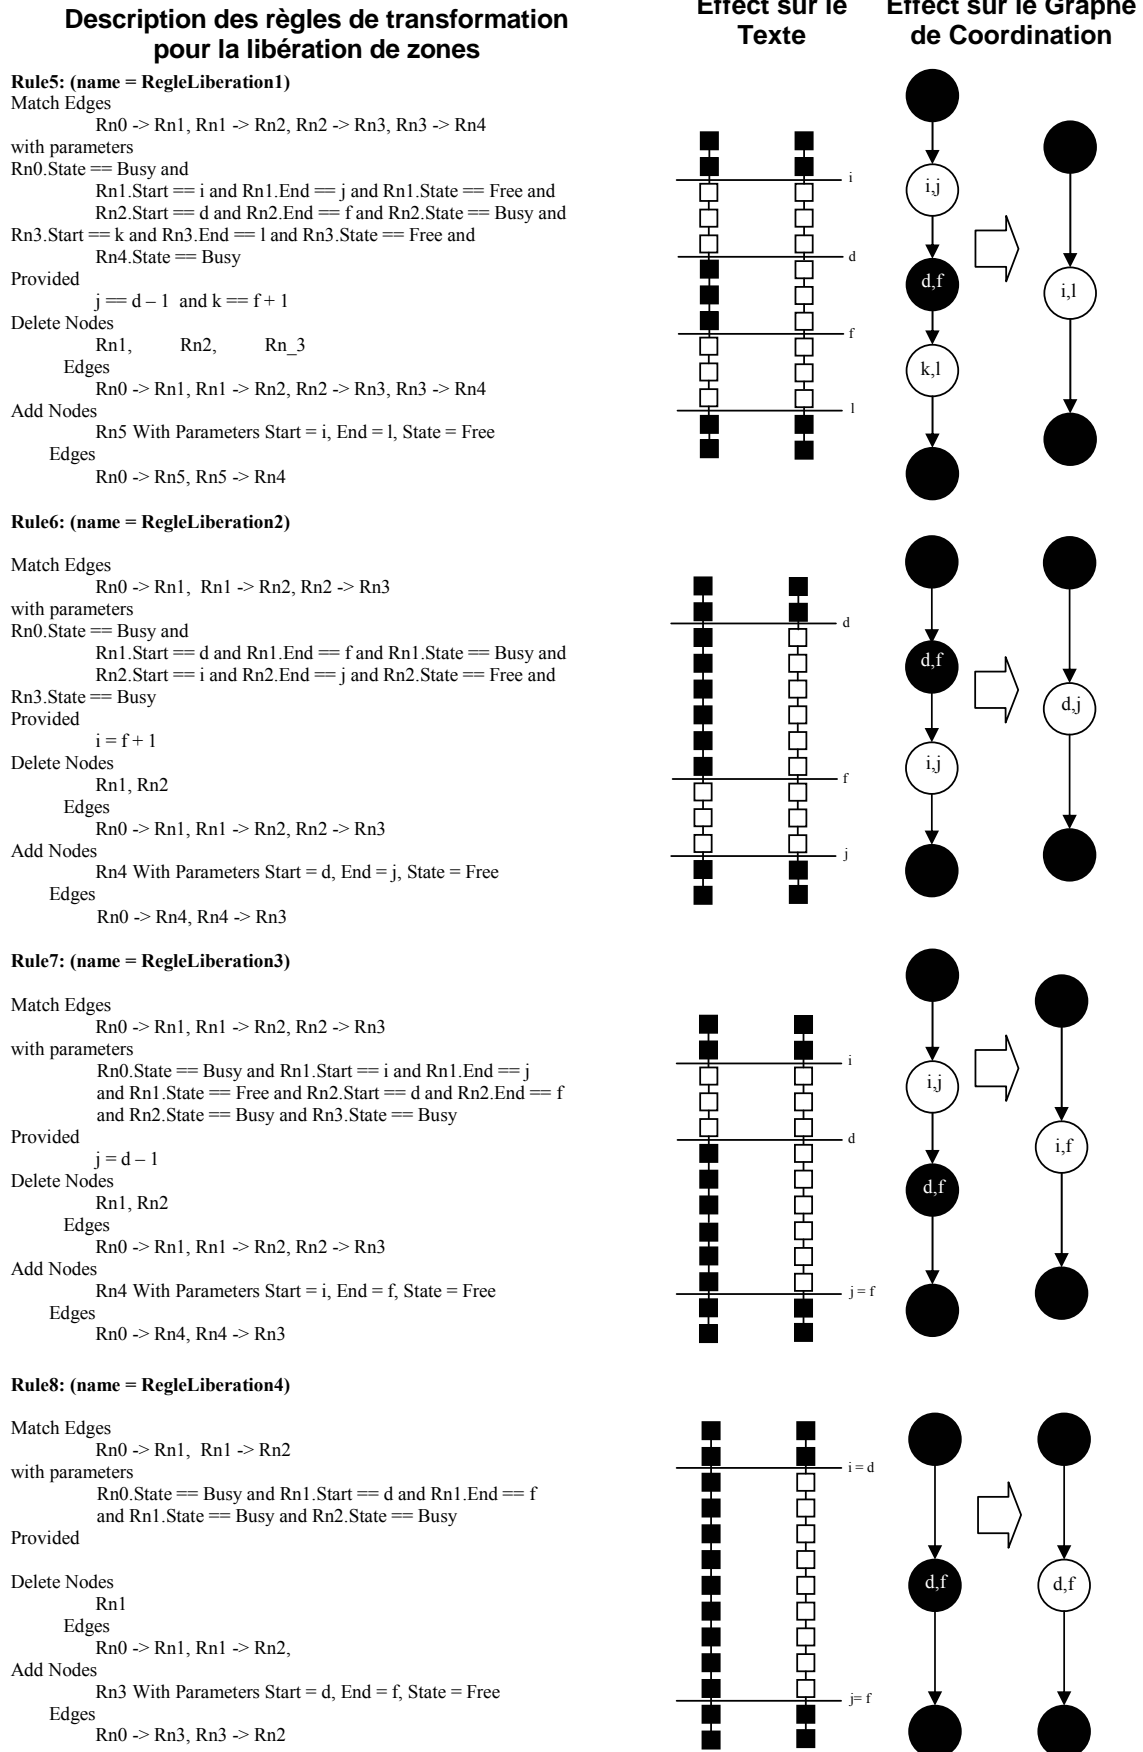 Description des règles de transformation
pour la libération de zones
Effect sur le
Texte
Effect sur le Graphe
de Coordination
Rule5: (name = RegleLiberation1)
Match Edges
Rn0 -> Rn1, Rn1 -> Rn2, Rn2 -> Rn3, Rn3 -> Rn4
with parameters
Rn0.State == Busy and
Rn1.Start == i and Rn1.End == j and Rn1.State == Free and
Rn2.Start == d and Rn2.End == f and Rn2.State == Busy and
Rn3.Start == k and Rn3.End == l and Rn3.State == Free and
Rn4.State == Busy
Provided
j == d – 1 and k == f + 1
Delete Nodes
Rn1, Rn2, Rn_3
Edges
Rn0 -> Rn1, Rn1 -> Rn2, Rn2 -> Rn3, Rn3 -> Rn4
Add Nodes
Rn5 With Parameters Start = i, End = l, State = Free
Edges
Rn0 -> Rn5, Rn5 -> Rn4
i
d
f
l
i,j
d,f
k,l
i,l
Rule6: (name = RegleLiberation2)
Match Edges
Rn0 -> Rn1, Rn1 -> Rn2, Rn2 -> Rn3
with parameters
Rn0.State == Busy and
Rn1.Start == d and Rn1.End == f and Rn1.State == Busy and
Rn2.Start == i and Rn2.End == j and Rn2.State == Free and
Rn3.State == Busy
Provided
i = f + 1
Delete Nodes
Rn1, Rn2
Edges
Rn0 -> Rn1, Rn1 -> Rn2, Rn2 -> Rn3
Add Nodes
Rn4 With Parameters Start = d, End = j, State = Free
Edges
Rn0 -> Rn4, Rn4 -> Rn3
d
f
j
d,f
i,j
d,j
Rule7: (name = RegleLiberation3)
Match Edges
Rn0 -> Rn1, Rn1 -> Rn2, Rn2 -> Rn3
with parameters
Rn0.State == Busy and Rn1.Start == i and Rn1.End == j
and Rn1.State == Free and Rn2.Start == d and Rn2.End == f
and Rn2.State == Busy and Rn3.State == Busy
Provided
j = d – 1
Delete Nodes
Rn1, Rn2
Edges
Rn0 -> Rn1, Rn1 -> Rn2, Rn2 -> Rn3
Add Nodes
Rn4 With Parameters Start = i, End = f, State = Free
Edges
Rn0 -> Rn4, Rn4 -> Rn3
i
d
j = f
i,j
d,f
i,f
Rule8: (name = RegleLiberation4)
Match Edges
Rn0 -> Rn1, Rn1 -> Rn2
with parameters
Rn0.State == Busy and Rn1.Start == d and Rn1.End == f
and Rn1.State == Busy and Rn2.State == Busy
Provided
Delete Nodes
Rn1
Edges
Rn0 -> Rn1, Rn1 -> Rn2,
Add Nodes
Rn3 With Parameters Start = d, End = f, State = Free
Edges
Rn0 -> Rn3, Rn3 -> Rn2
i = d
j= f
d,f
d,f